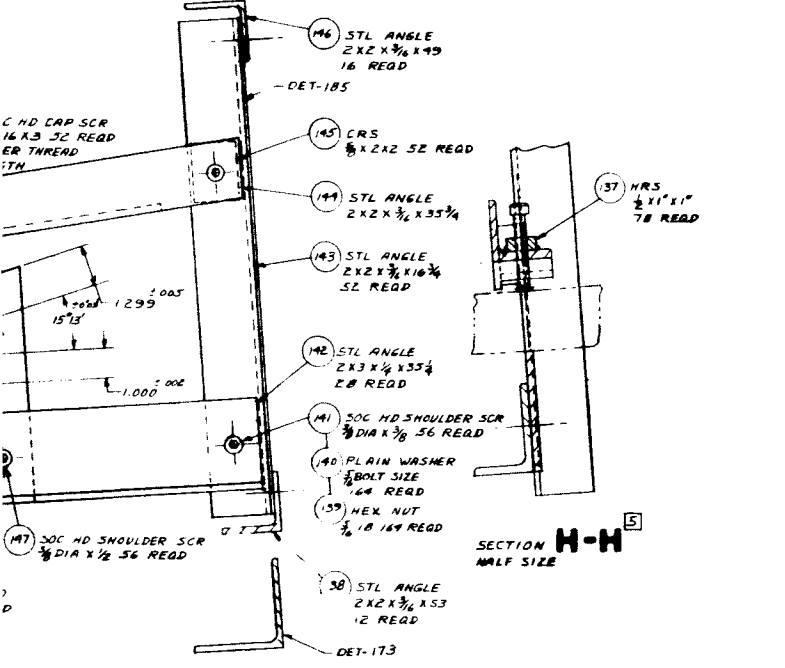 146 STL ANGLE
2 X 2 X 3/16 X 49
16 REQD
DET-185
C HD CAP SCR
16 X 3 52 REQD
ER THREAD
GTH
145 CRS
X 2 X 2 52 REQD
144 STL ANGLE
2 X 2 X 3/16 X 35 3/4
137 HRS
1/2 X 1" X 1"
78 REQD
143 STL ANGLE
2 X 2 X 3/16 X 16 3/4
52 REQD
1.299 ±.005
15°13'
142 STL ANGLE
2 X 3 X 1/4 X 35 1/4
28 REQD
1.000 ±.002
141 SOC HD SHOULDER SCR
3/8 DIA X 3/8 56 REQD
140 PLAIN WASHER
5/16 BOLT SIZE
164 REQD
139 HEX NUT
5/16 18 164 REQD
147 SOC HD SHOULDER SCR
3/8 DIA X 1/2 56 REQD
SECTION H-H 5
HALF SIZE
38 STL ANGLE
2 X 2 X 3/16 X 53
12 REQD
D
DET-173